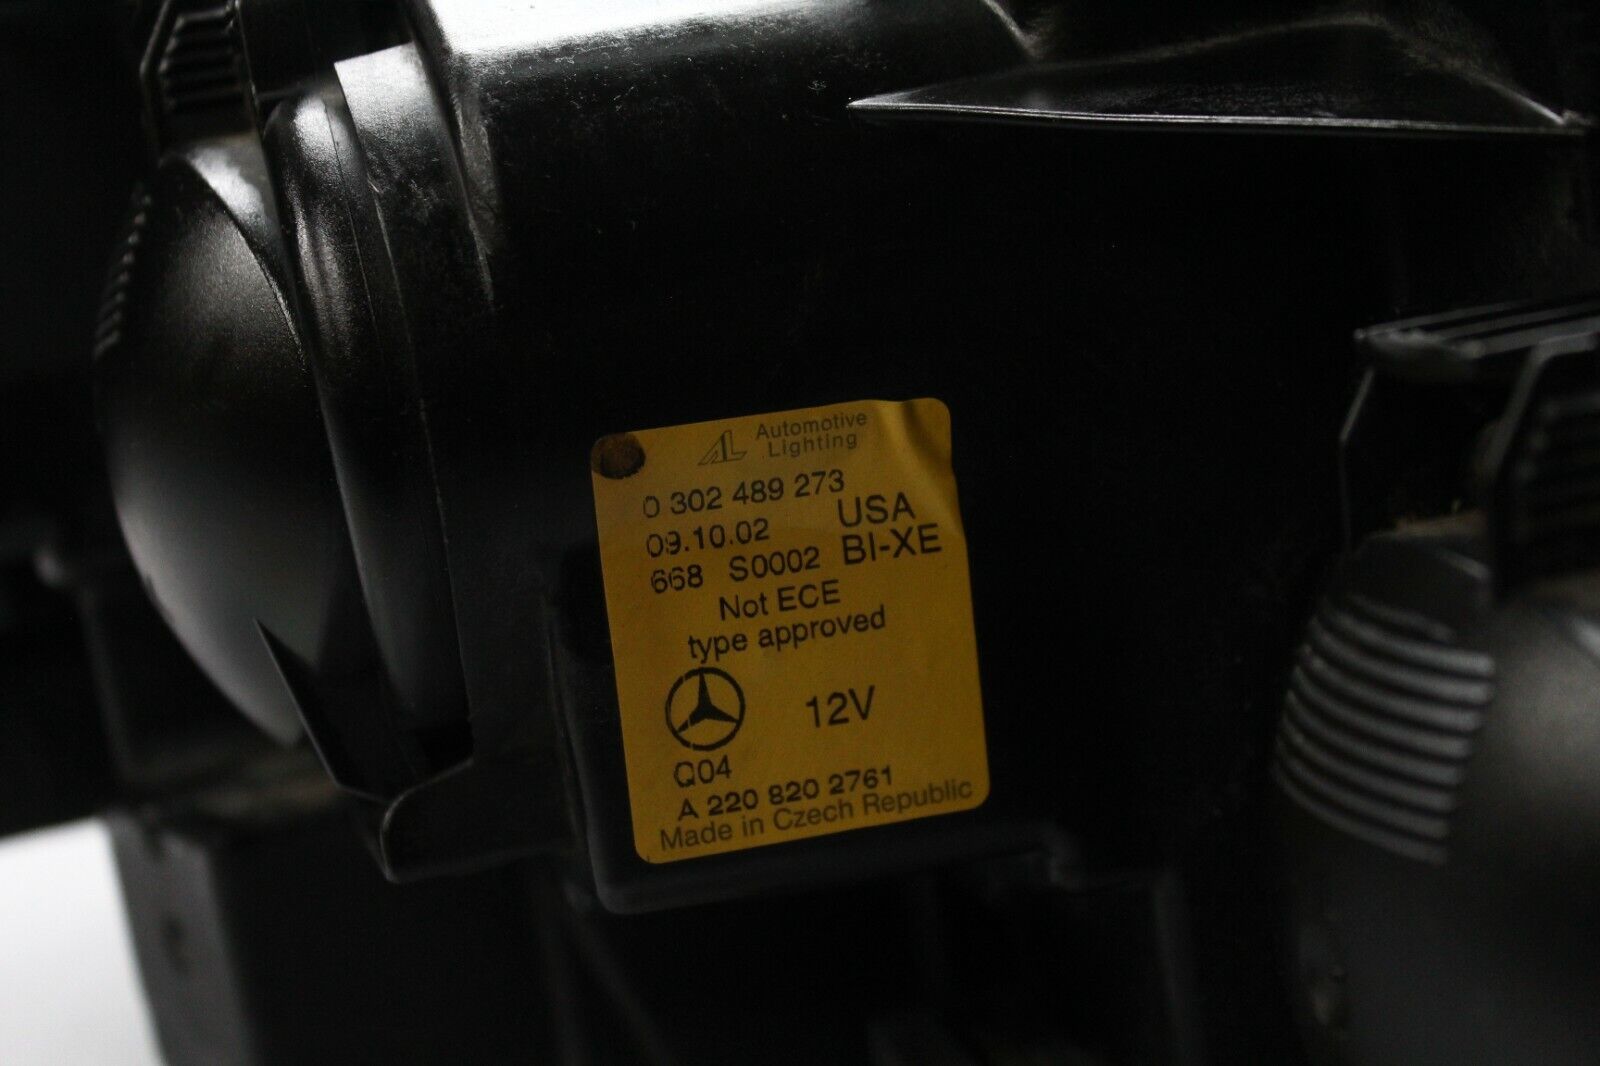 AL Automotive
Lighting
0 302 489 273
09.10.02 USA
668 S0002 BI-XE
Not ECE
type approved
12V
Q04
A 220 820 2761
Made in Czech Republic